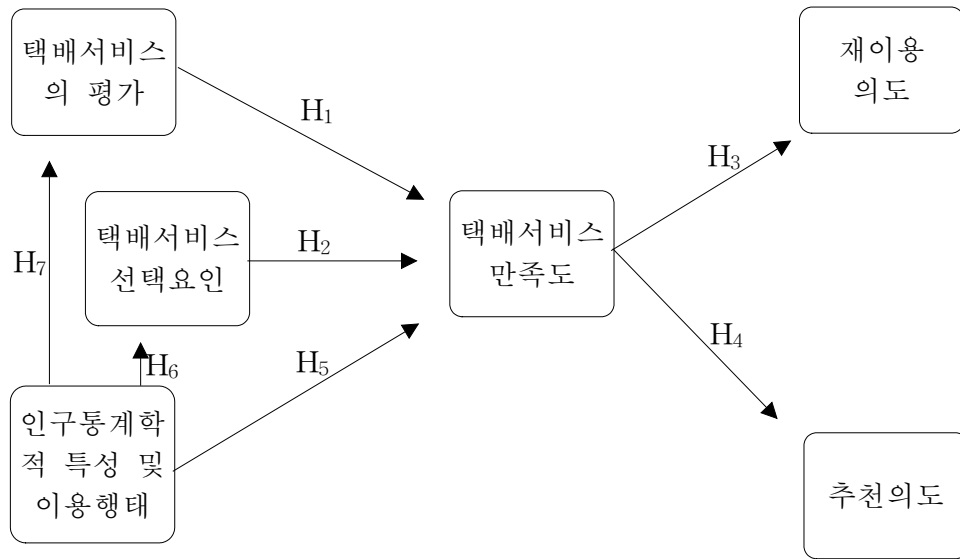 택배서비스
의 평가
재이용
의도
H₁
H₃
택배서비스
선택요인
H₂
택배서비스
만족도
H₇
H₄
H₆
H₅
인구통계학
적 특성 및
이용행태
추천의도